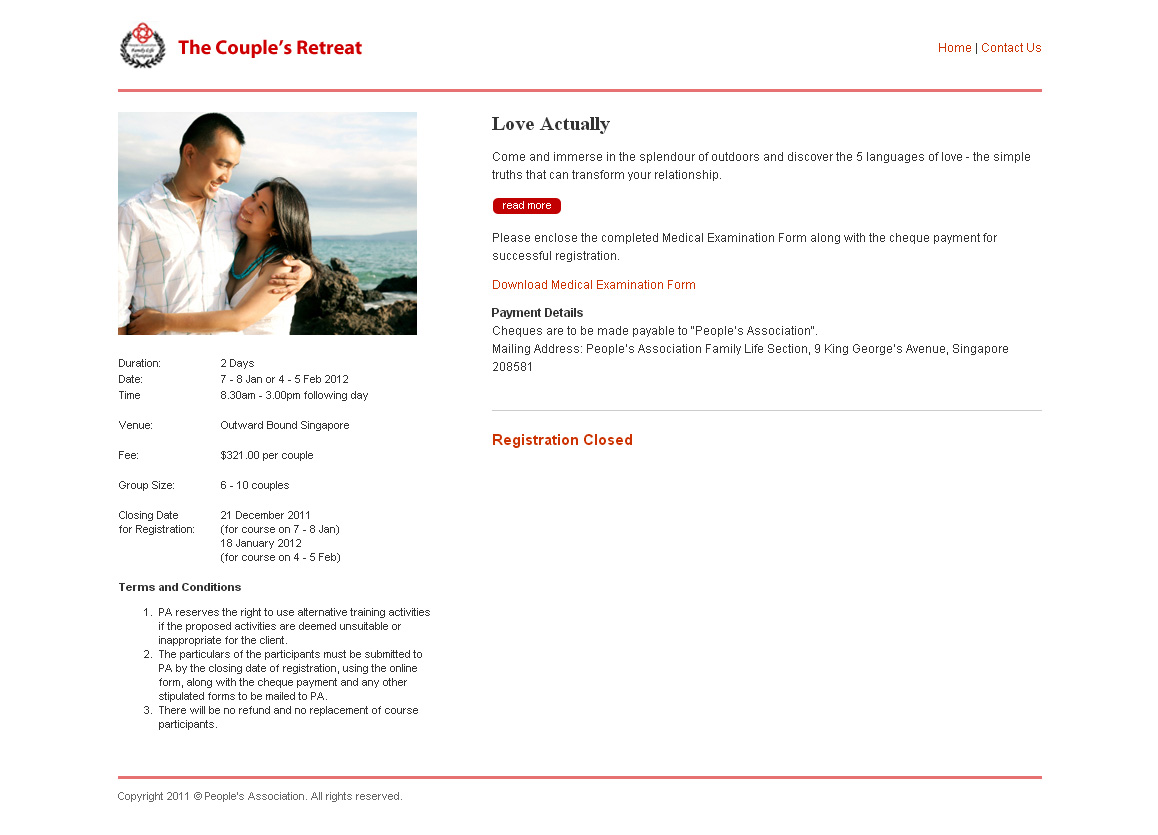 The Couple's Retreat
Home | Contact Us
Love Actually
Come and immerse in the splendour of outdoors and discover the 5 languages of love - the simple
truths that can transform your relationship.
read more
Please enclose the completed Medical Examination Form along with the cheque payment for
successful registration.
Download Medical Examination Form
Payment Details
Cheques are to be made payable to "People's Association".
Mailing Address: People's Association Family Life Section, 9 King George's Avenue, Singapore
208581
Registration Closed
Duration: 2 Days
Date: 7 - 8 Jan or 4 - 5 Feb 2012
Time 8.30am - 3.00pm following day
Venue: Outward Bound Singapore
Fee: $321.00 per couple
Group Size: 6 - 10 couples
Closing Date 21 December 2011
for Registration: (for course on 7 - 8 Jan)
18 January 2012
(for course on 4 - 5 Feb)
Terms and Conditions
1. PA reserves the right to use alternative training activities
if the proposed activities are deemed unsuitable or
inappropriate for the client.
2. The particulars of the participants must be submitted to
PA by the closing date of registration, using the online
form, along with the cheque payment and any other
stipulated forms to be mailed to PA.
3. There will be no refund and no replacement of course
participants.
Copyright 2011 © People's Association. All rights reserved.